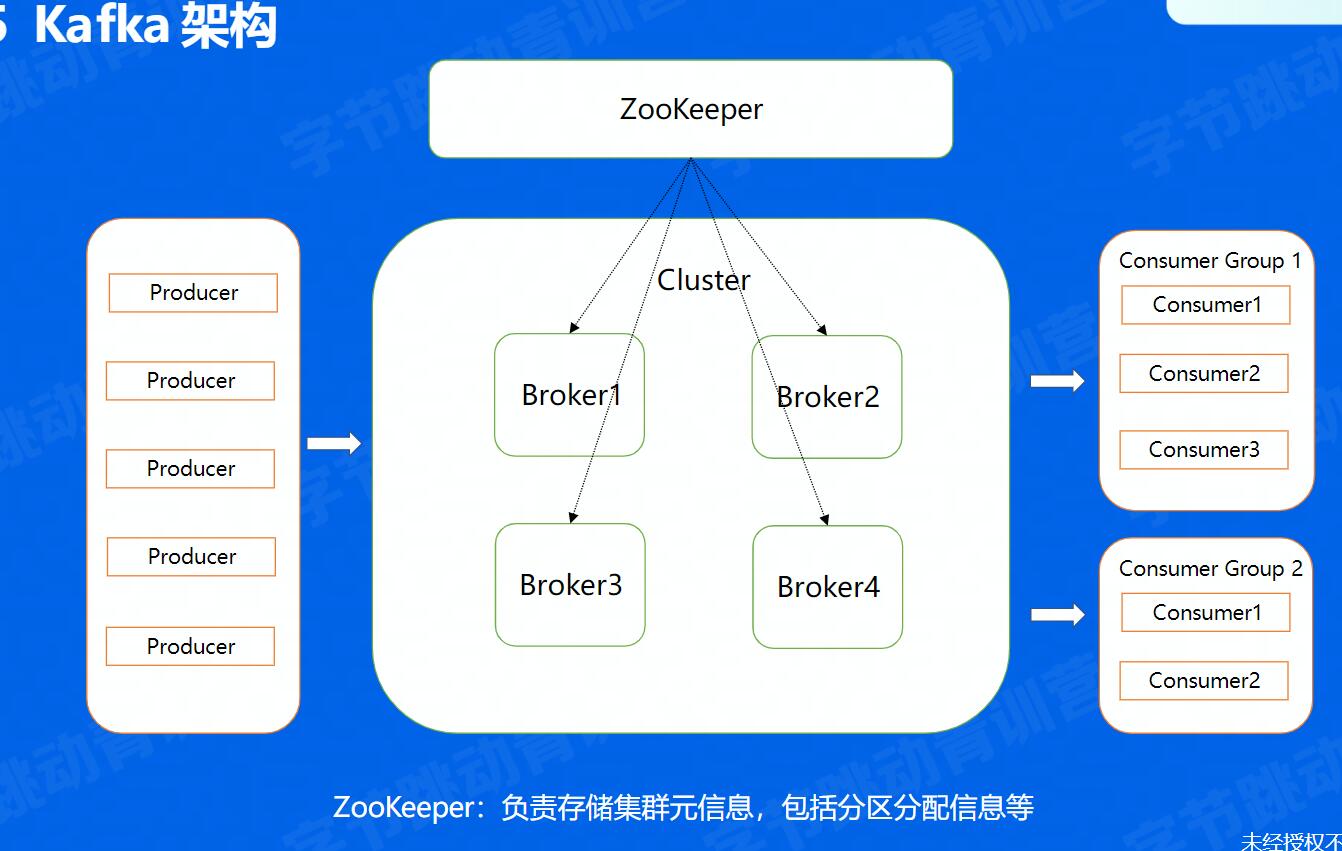 5 Kafka 架构
ZooKeeper
Producer
Producer
Producer
Producer
Producer
Cluster
Broker1
Broker2
Broker3
Broker4
Consumer Group 1
Consumer1
Consumer2
Consumer3
Consumer Group 2
Consumer1
Consumer2
ZooKeeper：负责存储集群元信息，包括分区分配信息等
未经授权不
字节跳动青训营